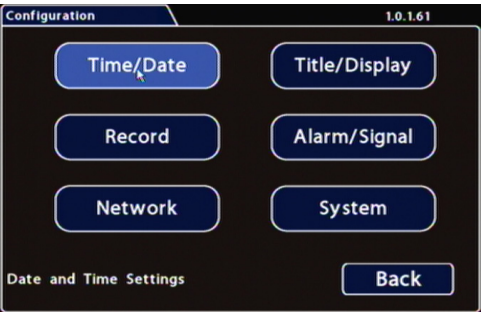 Configuration 1.0.1.61
Time/Date Title/Display
Record Alarm/Signal
Network System
Date and Time Settings Back